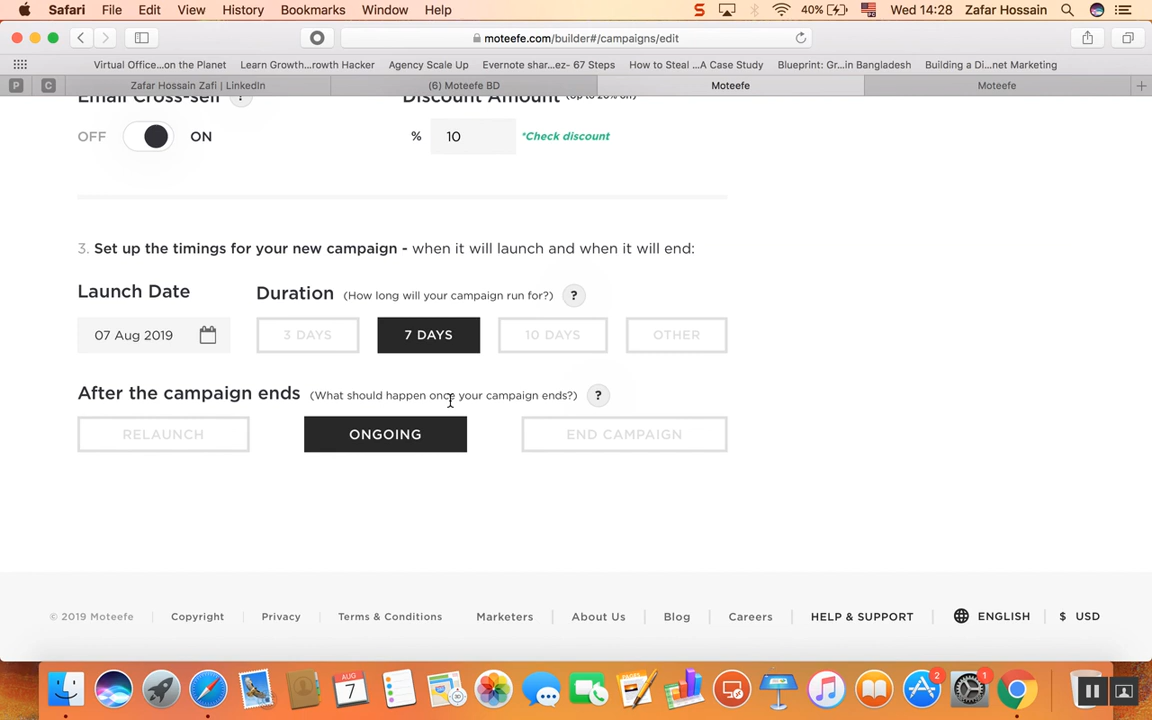 Safari File Edit View History Bookmarks Window Help S 40% Wed 14:28 Zafar Hossain
moteefe.com/builder#/campaigns/edit
Virtual Office...on the Planet Learn Growth...rowth Hacker Agency Scale Up Evernote shar...ez- 67 Steps How to Steal ...A Case Study Blueprint: Gr...in Bangladesh Building a Di...net Marketing
P C Zafar Hossain Zafi | LinkedIn (6) Moteefe BD Moteefe Moteefe
Email Cross-sell ? Discount Amount
OFF ON % 10 *Check discount
3. Set up the timings for your new campaign - when it will launch and when it will end:
Launch Date Duration (How long will your campaign run for?) ?
07 Aug 2019 3 DAYS 7 DAYS 10 DAYS OTHER
After the campaign ends (What should happen once your campaign ends?) ?
RELAUNCH ONGOING END CAMPAIGN
© 2019 Moteefe Copyright Privacy Terms & Conditions Marketers About Us Blog Careers HELP & SUPPORT ENGLISH $ USD
AUG
7
2
1